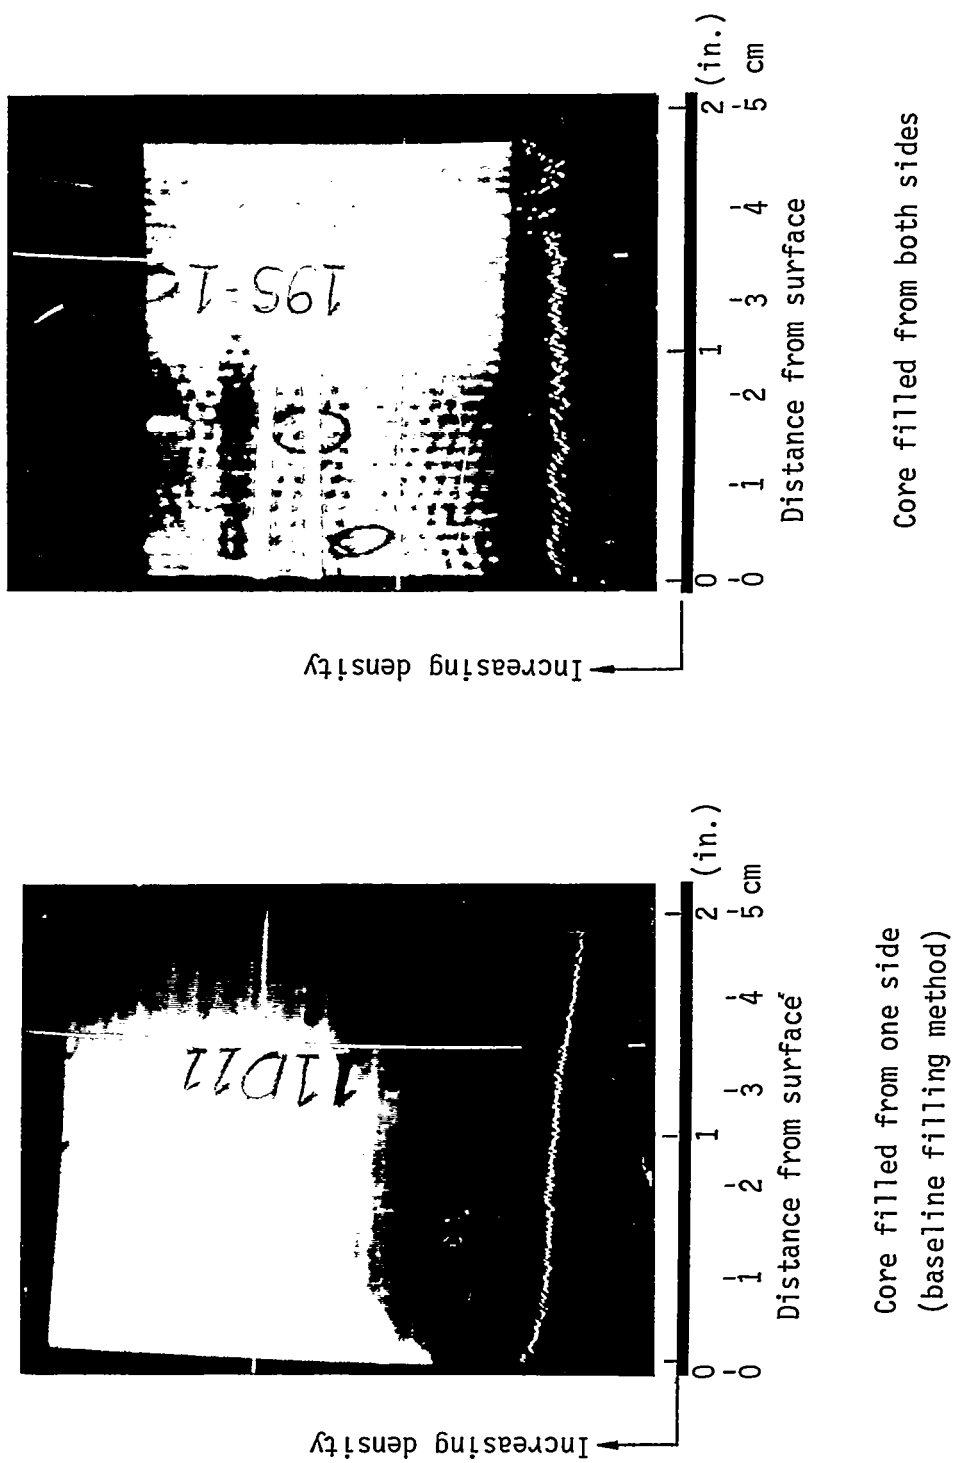 Increasing density
11D11
0 1 2 (in.)
0 1 2 3 4 5 cm
Distance from surface
Core filled from one side
(baseline filling method)
Increasing density
195-1
0 1 2 (in.)
0 1 2 3 4 5 cm
Distance from surface
Core filled from both sides